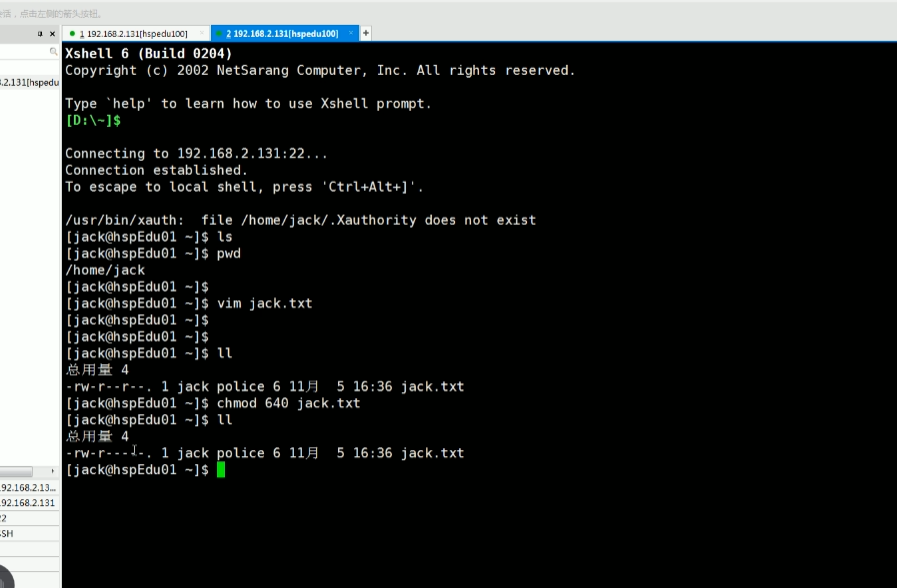 话，点击左侧的箭头按钮。
1 192.168.2.131[hspedu100] × 2 192.168.2.131[hspedu100] × +
.2.131[hspedu
Xshell 6 (Build 0204)
Copyright (c) 2002 NetSarang Computer, Inc. All rights reserved.
Type `help' to learn how to use Xshell prompt.
[D:\~]$
Connecting to 192.168.2.131:22...
Connection established.
To escape to local shell, press 'Ctrl+Alt+]'.
/usr/bin/xauth:  file /home/jack/.Xauthority does not exist
[jack@hspEdu01 ~]$ ls
[jack@hspEdu01 ~]$ pwd
/home/jack
[jack@hspEdu01 ~]$
[jack@hspEdu01 ~]$ vim jack.txt
[jack@hspEdu01 ~]$
[jack@hspEdu01 ~]$
[jack@hspEdu01 ~]$ ll
总用量 4
-rw-r--r--. 1 jack police 6 11月  5 16:36 jack.txt
[jack@hspEdu01 ~]$ chmod 640 jack.txt
[jack@hspEdu01 ~]$ ll
总用量 4
-rw-r-----. 1 jack police 6 11月  5 16:36 jack.txt
[jack@hspEdu01 ~]$
92.168.2.13...
92.168.2.131
22
SSH